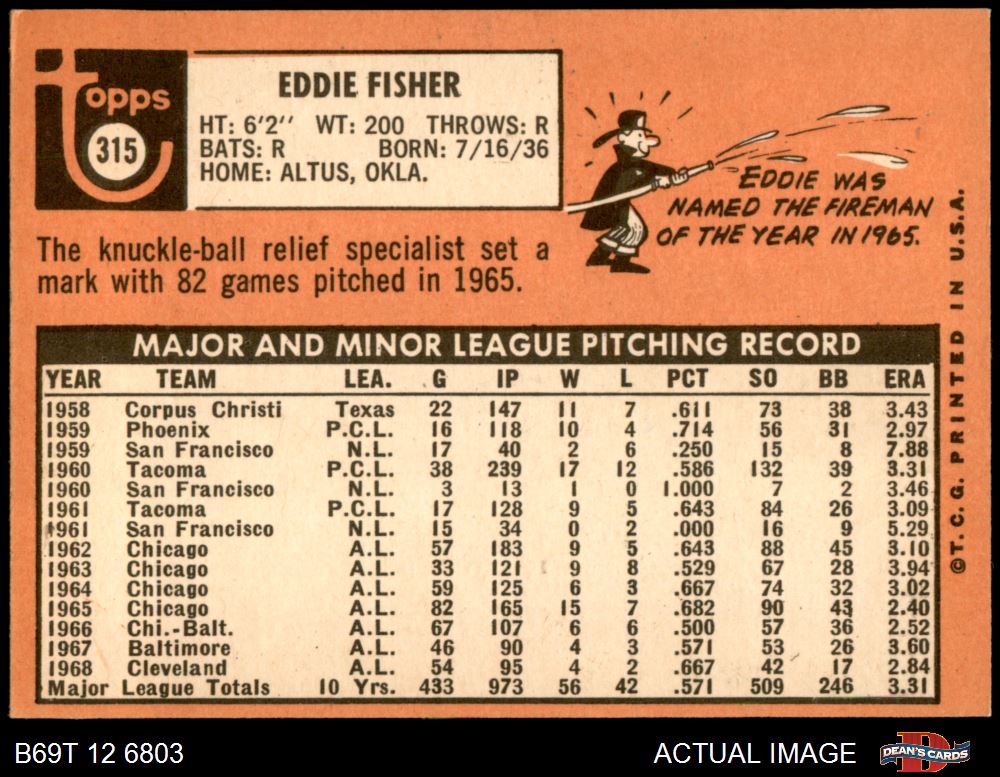 topps
315
EDDIE FISHER
HT: 6'2'' WT: 200 THROWS: R
BATS: R BORN: 7/16/36
HOME: ALTUS, OKLA.
EDDIE WAS
NAMED THE FIREMAN
OF THE YEAR IN 1965.
The knuckle-ball relief specialist set a
mark with 82 games pitched in 1965.
MAJOR AND MINOR LEAGUE PITCHING RECORD
YEAR TEAM LEA. G IP W L PCT SO BB ERA
1958 Corpus Christi Texas 22 147 11 7 .611 73 38 3.43
1959 Phoenix P.C.L. 16 118 10 4 .714 56 31 2.97
1959 San Francisco N.L. 17 40 2 6 .250 15 8 7.88
1960 Tacoma P.C.L. 38 239 17 12 .586 132 39 3.31
1960 San Francisco N.L. 3 13 1 0 1.000 7 2 3.46
1961 Tacoma P.C.L. 17 128 9 5 .643 84 26 3.09
1961 San Francisco N.L. 15 34 0 2 .000 16 9 5.29
1962 Chicago A.L. 57 183 9 5 .643 88 45 3.10
1963 Chicago A.L. 33 121 9 8 .529 67 28 3.94
1964 Chicago A.L. 59 125 6 3 .667 74 32 3.02
1965 Chicago A.L. 82 165 15 7 .682 90 43 2.40
1966 Chi.-Balt. A.L. 67 107 6 6 .500 57 36 2.52
1967 Baltimore A.L. 46 90 4 3 .571 53 26 3.60
1968 Cleveland A.L. 54 95 4 2 .667 42 17 2.84
Major League Totals 10 Yrs. 433 973 56 42 .571 509 246 3.31
©T.C.G. PRINTED IN U.S.A.
B69T 12 6803
ACTUAL IMAGE
DEAN'S CARDS